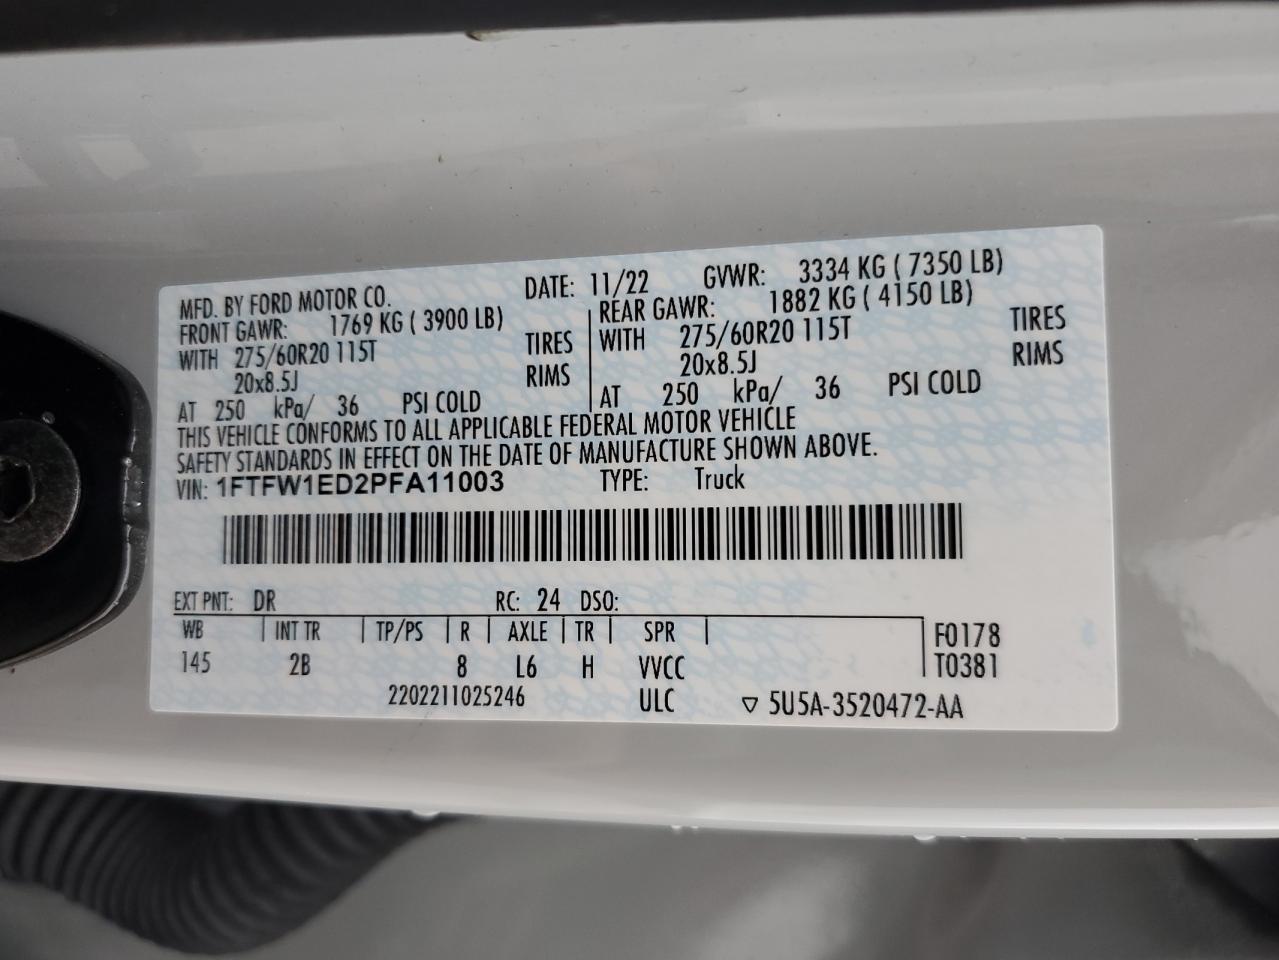 MFD. BY FORD MOTOR CO. DATE: 11/22 GVWR: 3334 KG ( 7350 LB)
FRONT GAWR: 1769 KG ( 3900 LB) REAR GAWR: 1882 KG ( 4150 LB)
WITH 275/60R20 115T TIRES WITH 275/60R20 115T TIRES
20x8.5J RIMS 20x8.5J RIMS
AT 250 kPa/ 36 PSI COLD AT 250 kPa/ 36 PSI COLD
THIS VEHICLE CONFORMS TO ALL APPLICABLE FEDERAL MOTOR VEHICLE
SAFETY STANDARDS IN EFFECT ON THE DATE OF MANUFACTURE SHOWN ABOVE.
VIN: 1FTFW1ED2PFA11003 TYPE: Truck
EXT PNT: DR RC: 24 DSO:
WB INT TR TP/PS R AXLE TR SPR F0178
145 2B 8 L6 H VVCC T0381
2202211025246 ULC ▽ 5U5A-3520472-AA